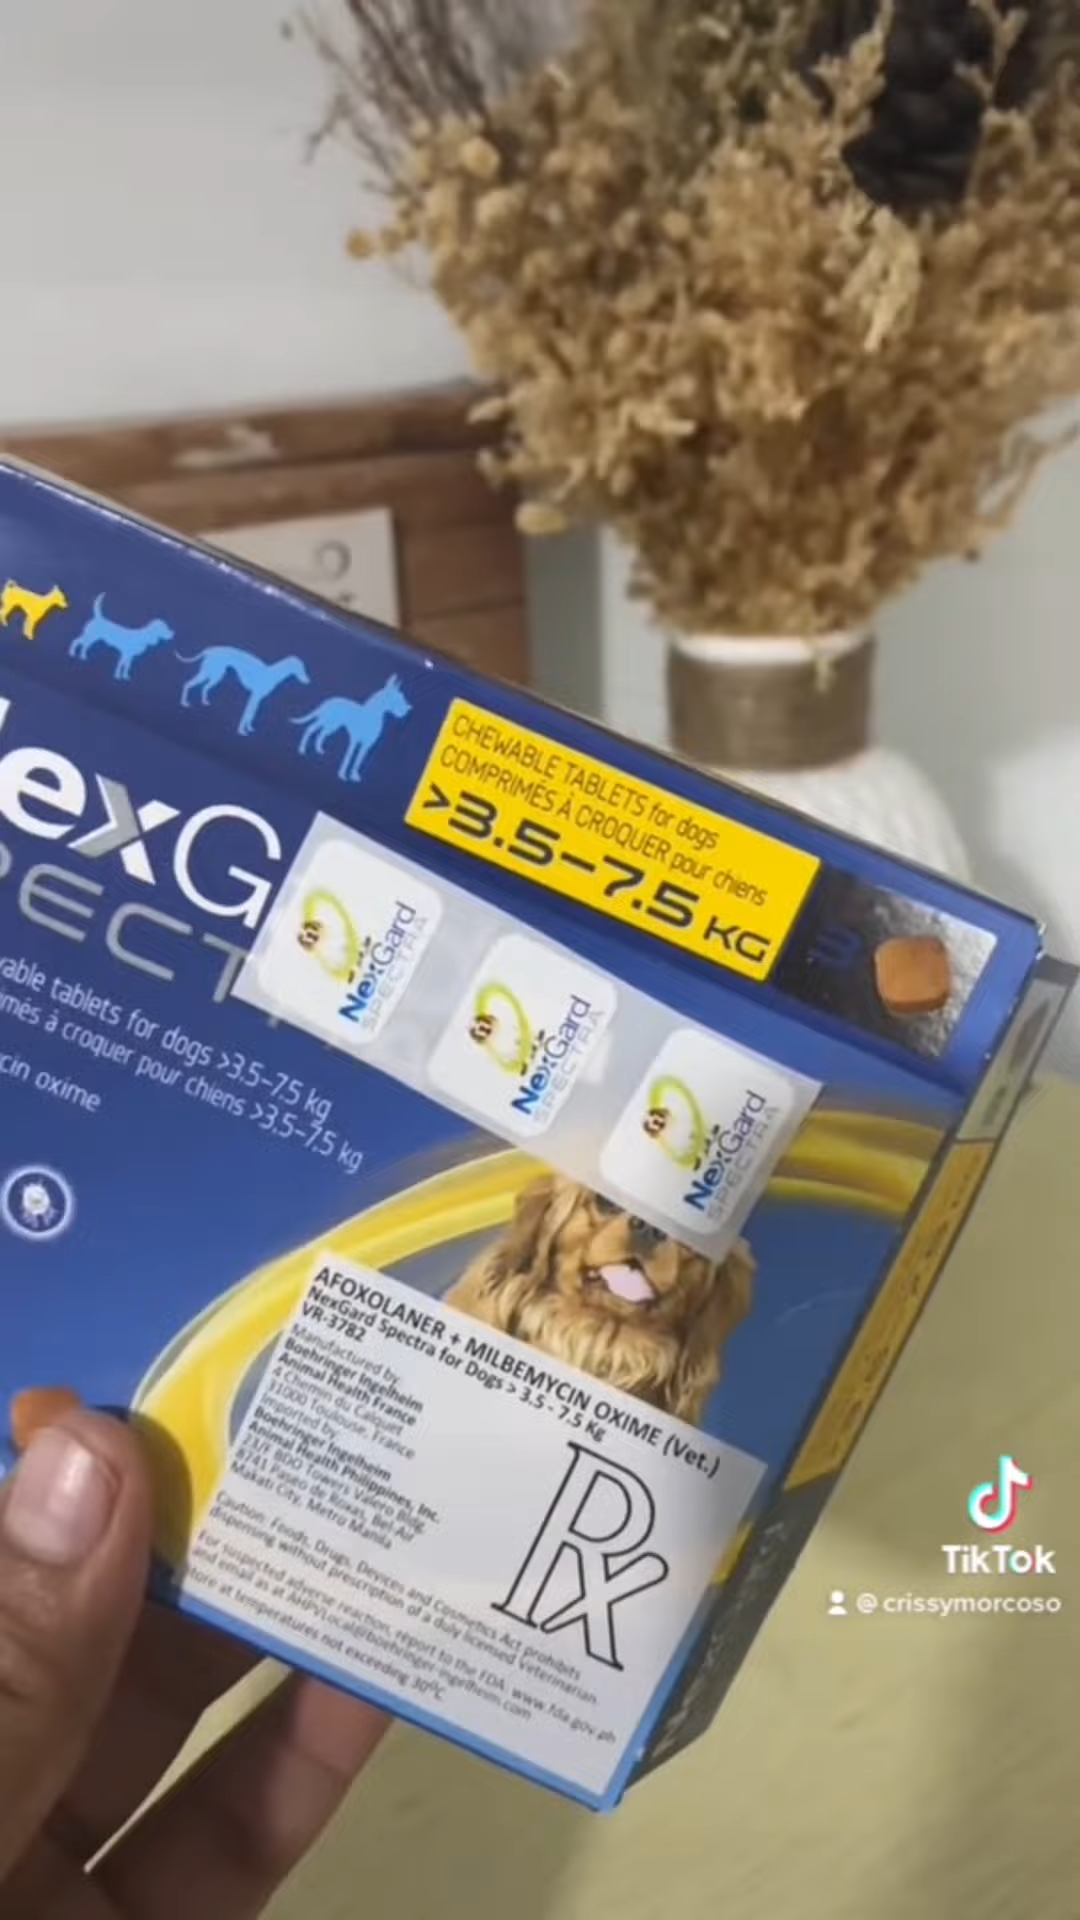 CHEWABLE TABLETS for dogs
COMPRIMÉS À CROQUER pour chiens
>3.5–7.5 KG
exG
PECT
able tablets for dogs >3.5–7.5 kg
imés à croquer pour chiens >3.5–7.5 kg
cin oxime
NexGard
SPECTRA
NexGard
SPECTRA
NexGard
SPECTRA
AFOXOLANER + MILBEMYCIN OXIME (Vet.)
NexGard Spectra for Dogs > 3.5 - 7.5 Kg
VR-3782
Manufactured by
Boehringer Ingelheim
Animal Health France
4 Chemin du Calquet
31000 Toulouse, France
Imported by
Boehringer Ingelheim
Animal Health Philippines, Inc.
23/F BDO Towers Valero Bldg.
8741 Paseo de Roxas, Bel-Air
Makati City, Metro Manila
Rx
Caution: Foods, Drugs, Devices and Cosmetics Act prohibits
dispensing without prescription of a duly licensed Veterinarian.
For suspected adverse reaction, report to the FDA: www.fda.gov.ph
and email as at AHPVLocal@boehringer-ingelheim.com
tore at temperatures not exceeding 30°C
TikTok
@crissymorcoso